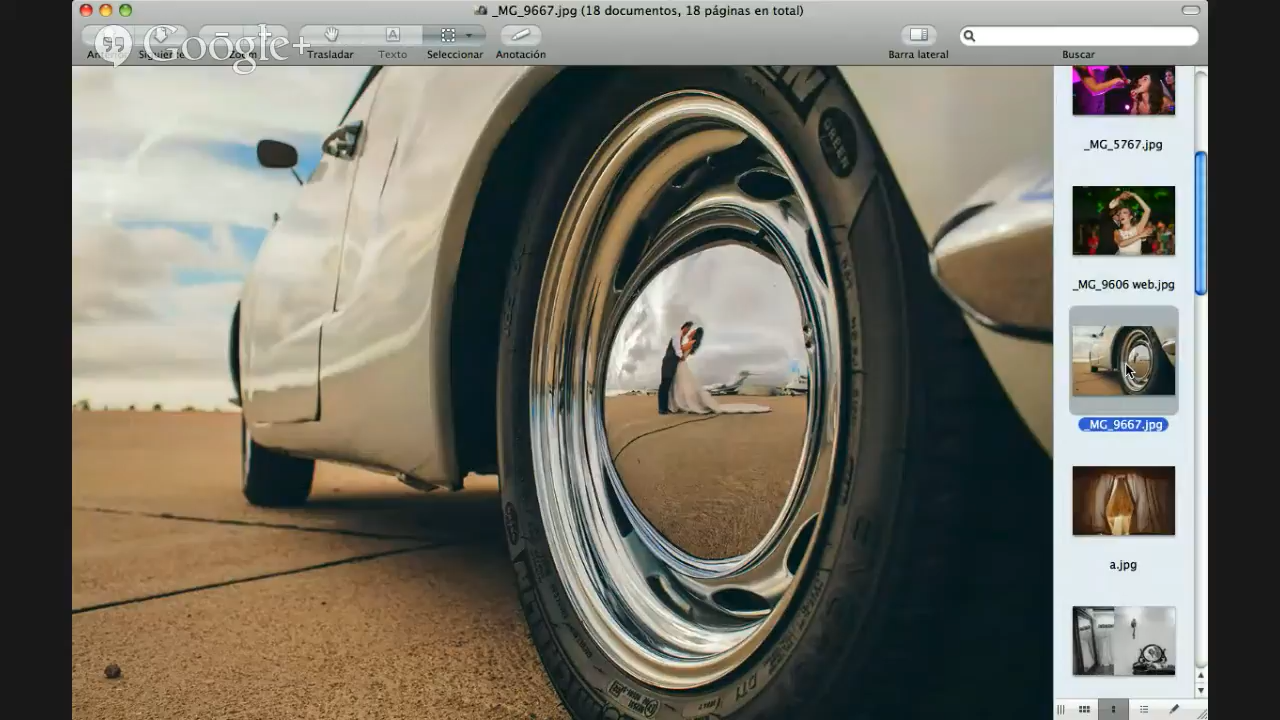 _MG_9667.jpg (18 documentos, 18 páginas en total)
Google+
Trasladar
Texto
Seleccionar
Anotación
Barra lateral
Buscar
_MG_5767.jpg
_MG_9606 web.jpg
_MG_9667.jpg
a.jpg
GREEN